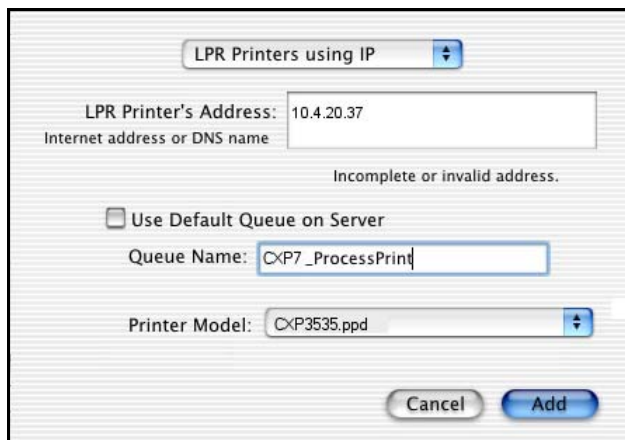 LPR Printers using IP
LPR Printer's Address: 10.4.20.37
Internet address or DNS name
Incomplete or invalid address.
Use Default Queue on Server
Queue Name: CXP7_ProcessPrint
Printer Model: CXP3535.ppd
Cancel Add